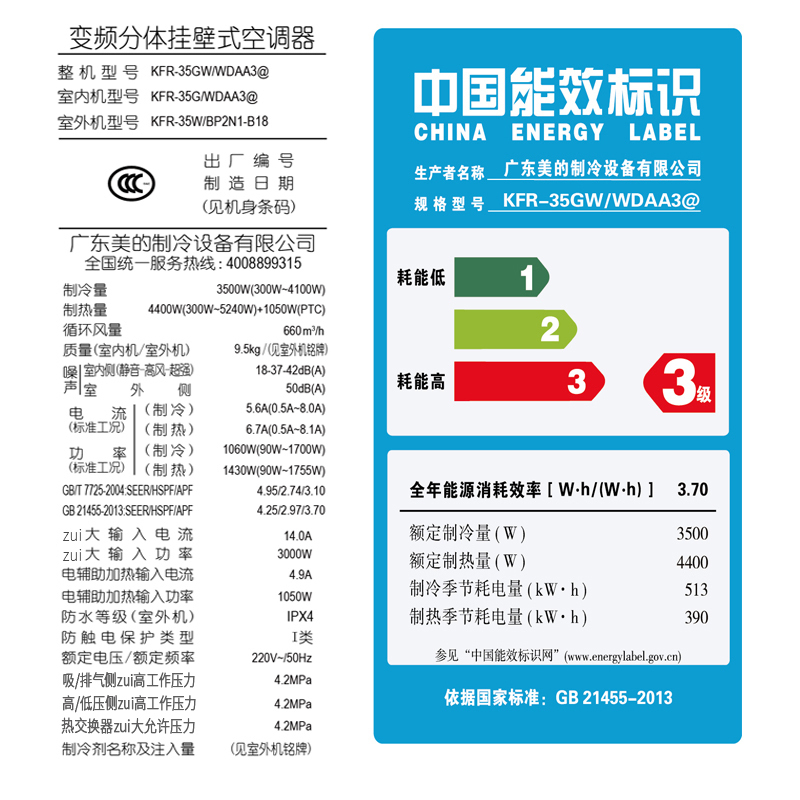 变频分体挂壁式空调器
整机型号 KFR-35GW/WDAA3@
室内机型号 KFR-35G/WDAA3@
室外机型号 KFR-35W/BP2N1-B18
CCC
出厂编号
制造日期
(见机身条码)
广东美的制冷设备有限公司
全国统一服务热线: 4008899315
制冷量 3500W(300W~4100W)
制热量 4400W(300W~5240W)+1050W(PTC)
循环风量 660m³/h
质量(室内机/室外机) 9.5kg/(见室外机铭牌)
噪声 室内侧(静音-高风-超强) 18-37-42dB(A)
室外侧 50dB(A)
电流(标准工况) (制冷) 5.6A(0.5A~8.0A)
(制热) 6.7A(0.5A~8.1A)
功率(标准工况) (制冷) 1060W(90W~1700W)
(制热) 1430W(90W~1755W)
GB/T 7725-2004:SEER/HSPF/APF 4.95/2.74/3.10
GB 21455-2013:SEER/HSPF/APF 4.25/2.97/3.70
zui大输入电流 14.0A
zui大输入功率 3000W
电辅助加热输入电流 4.9A
电辅助加热输入功率 1050W
防水等级(室外机) IPX4
防触电保护类型 I类
额定电压/额定频率 220V~/50Hz
吸/排气侧zui高工作压力 4.2MPa
高/低压侧zui高工作压力 4.2MPa
热交换器zui大允许压力 4.2MPa
制冷剂名称及注入量 (见室外机铭牌)
中国能效标识
CHINA ENERGY LABEL
生产者名称 广东美的制冷设备有限公司
规格型号 KFR-35GW/WDAA3@
耗能低 1
2
耗能高 3
3级
全年能源消耗效率[W·h/(W·h)] 3.70
额定制冷量(W) 3500
额定制热量(W) 4400
制冷季节耗电量(kW·h) 513
制热季节耗电量(kW·h) 390
参见“中国能效标识网”(www.energylabel.gov.cn)
依据国家标准: GB 21455-2013